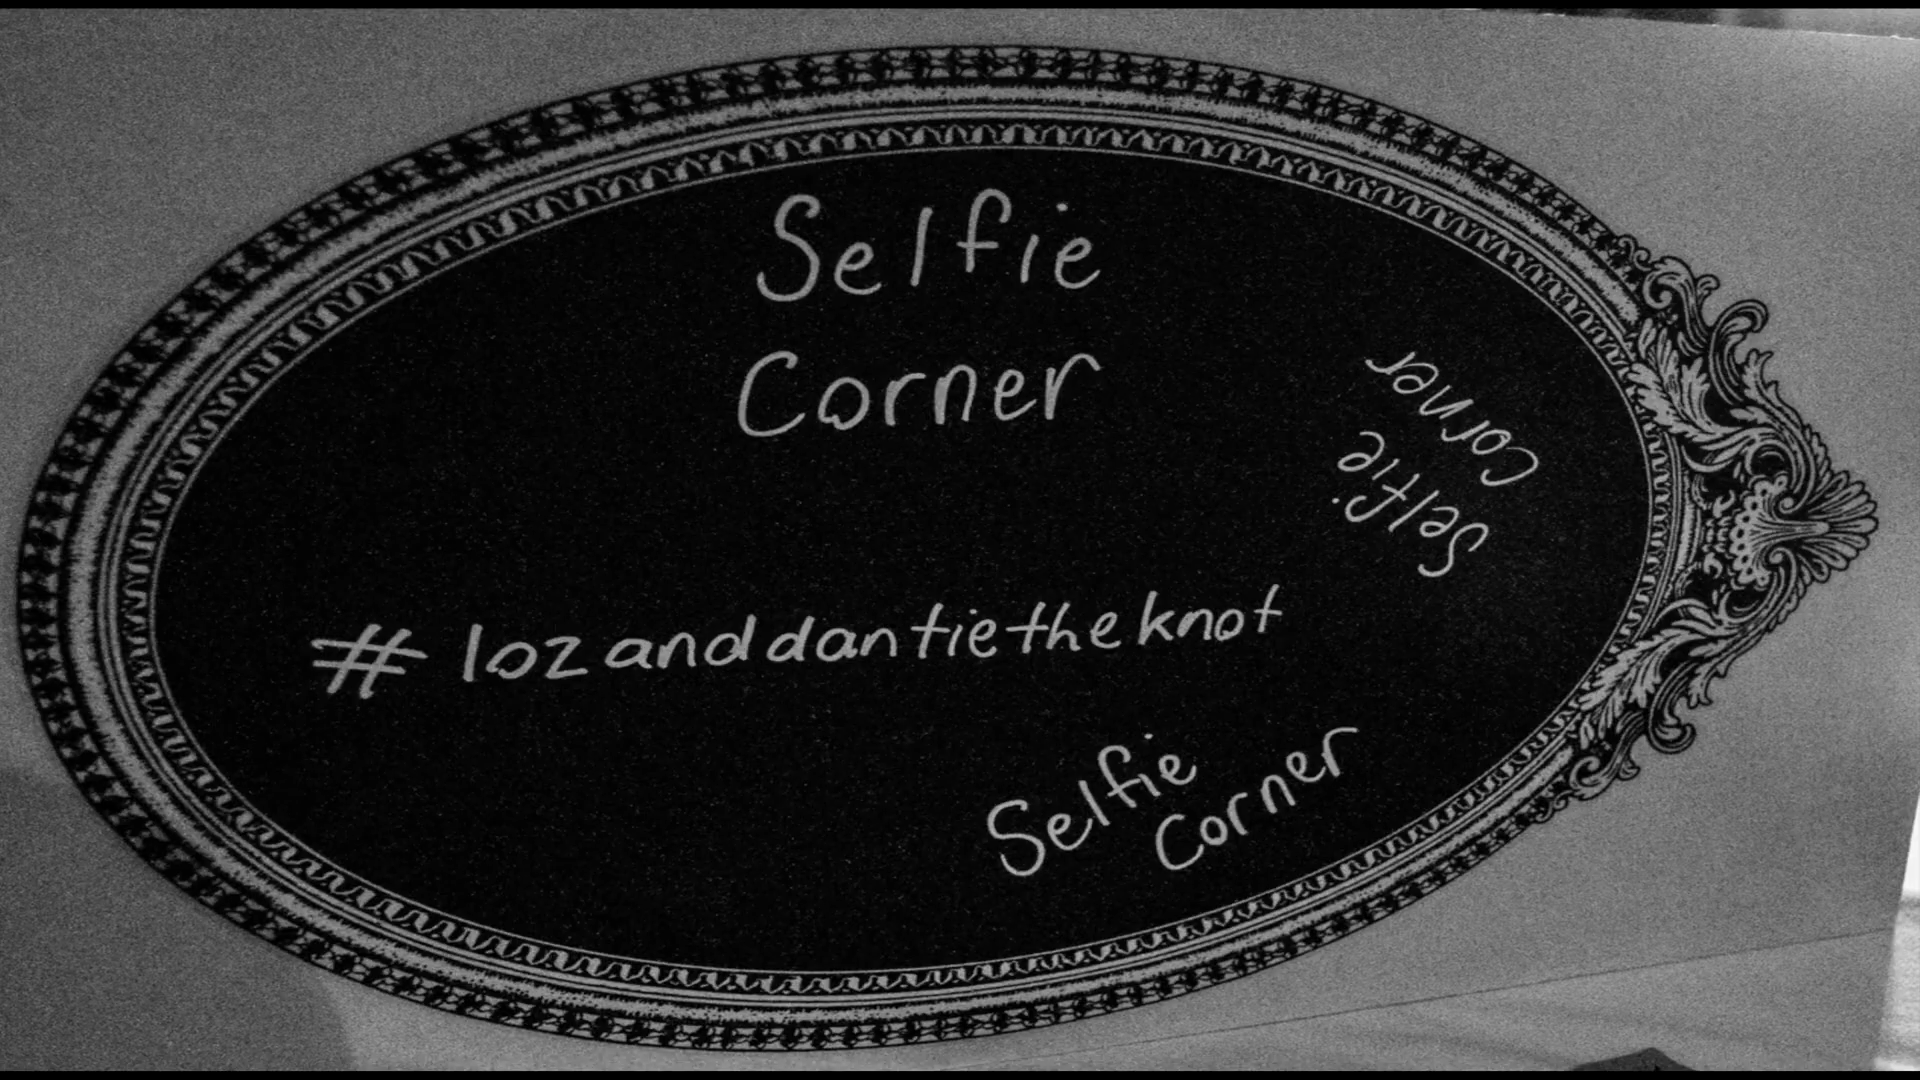 Selfie
Corner
Selfie
Corner
# lozanddantietheknot
Selfie
Corner